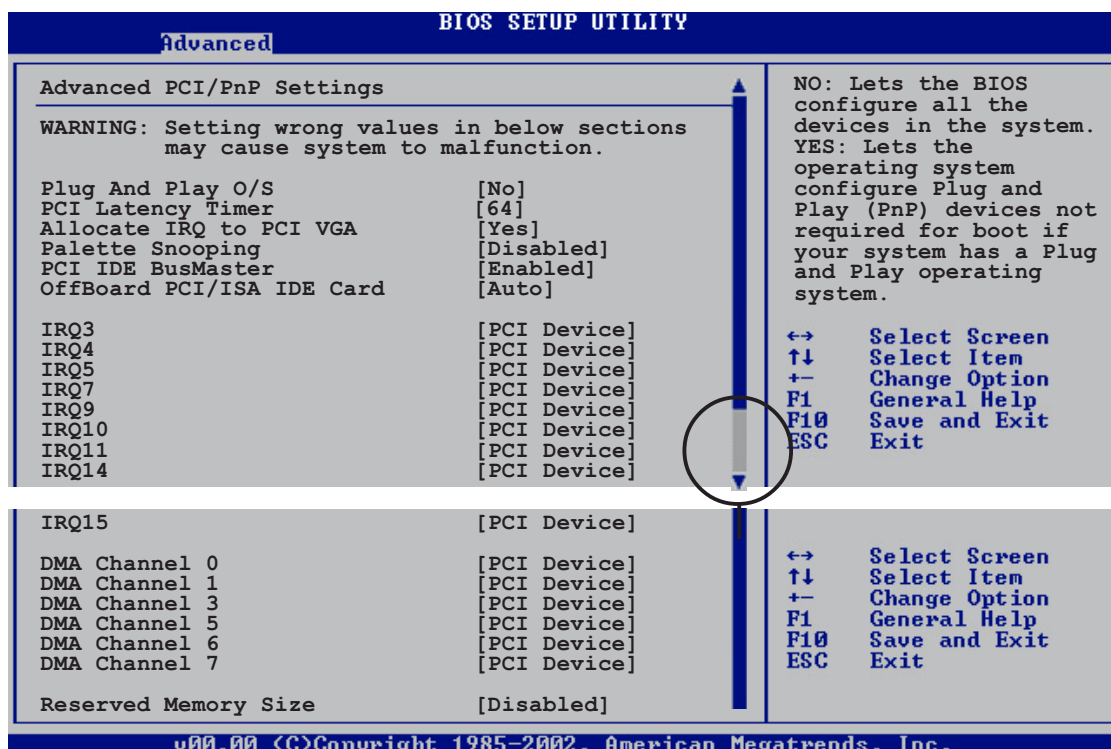 BIOS SETUP UTILITY
Advanced
Advanced PCI/PnP Settings
WARNING: Setting wrong values in below sections
may cause system to malfunction.
Plug And Play O/S [No]
PCI Latency Timer [64]
Allocate IRQ to PCI VGA [Yes]
Palette Snooping [Disabled]
PCI IDE BusMaster [Enabled]
OffBoard PCI/ISA IDE Card [Auto]
IRQ3 [PCI Device]
IRQ4 [PCI Device]
IRQ5 [PCI Device]
IRQ7 [PCI Device]
IRQ9 [PCI Device]
IRQ10 [PCI Device]
IRQ11 [PCI Device]
IRQ14 [PCI Device]
NO: Lets the BIOS
configure all the
devices in the system.
YES: Lets the
operating system
configure Plug and
Play (PnP) devices not
required for boot if
your system has a Plug
and Play operating
system.
←→ Select Screen
↑↓ Select Item
+- Change Option
F1 General Help
F10 Save and Exit
ESC Exit
IRQ15 [PCI Device]
DMA Channel 0 [PCI Device]
DMA Channel 1 [PCI Device]
DMA Channel 3 [PCI Device]
DMA Channel 5 [PCI Device]
DMA Channel 6 [PCI Device]
DMA Channel 7 [PCI Device]
Reserved Memory Size [Disabled]
←→ Select Screen
↑↓ Select Item
+- Change Option
F1 General Help
F10 Save and Exit
ESC Exit
v00.00 (C)Copyright 1985-2002, American Megatrends, Inc.